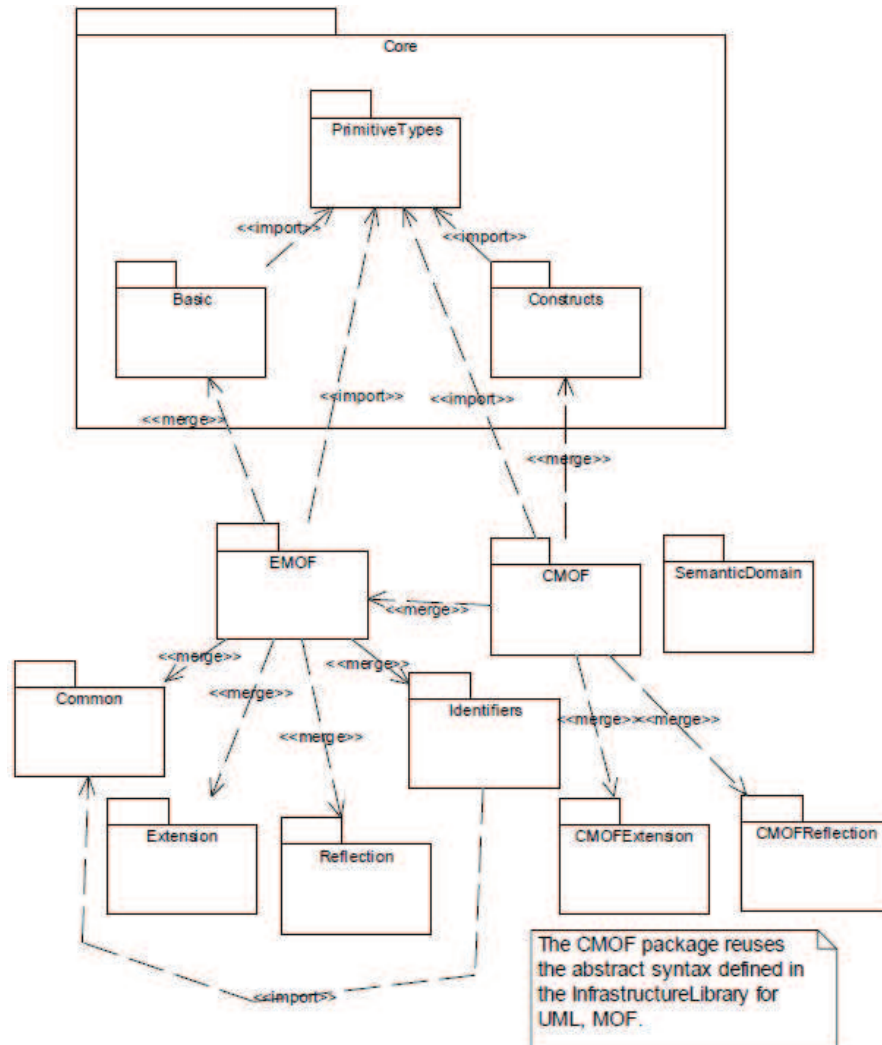 Core
PrimitiveTypes
<<import>>
<<import>>
Basic
Constructs
<<import>>
<<import>>
<<merge>>
<<merge>>
EMOF
CMOF
SemanticDomain
<<merge>>
<<merge>>
<<merge>>
<<merge>>
Common
Identifiers
<<merge>>
<<merge>>
<<merge>>
Extension
Reflection
CMOFExtension
CMOFReflection
<<import>>
The CMOF package reuses
the abstract syntax defined in
the InfrastructureLibrary for
UML, MOF.